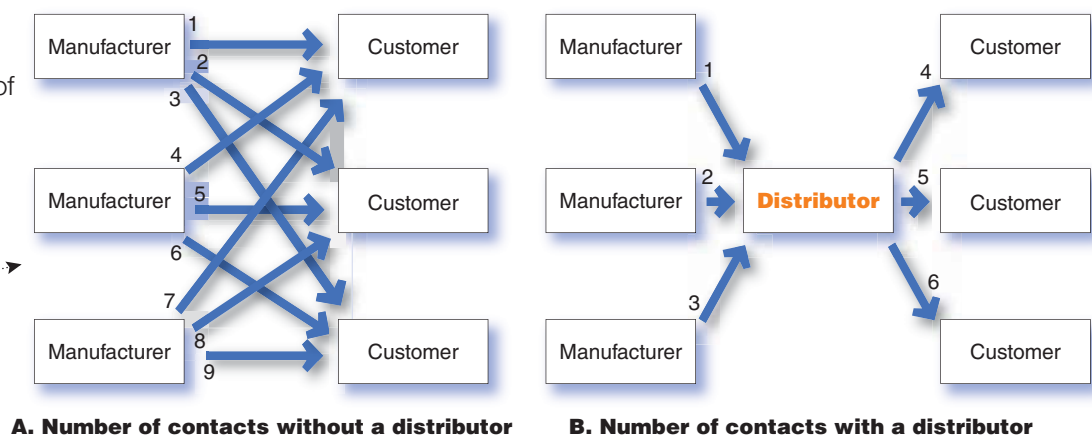 of
Manufacturer
1
2
3
Customer
Manufacturer
4
5
6
Customer
Manufacturer
7
8
9
Customer
A. Number of contacts without a distributor
Manufacturer
1
Manufacturer
2
Manufacturer
3
Distributor
4
Customer
5
Customer
6
Customer
B. Number of contacts with a distributor